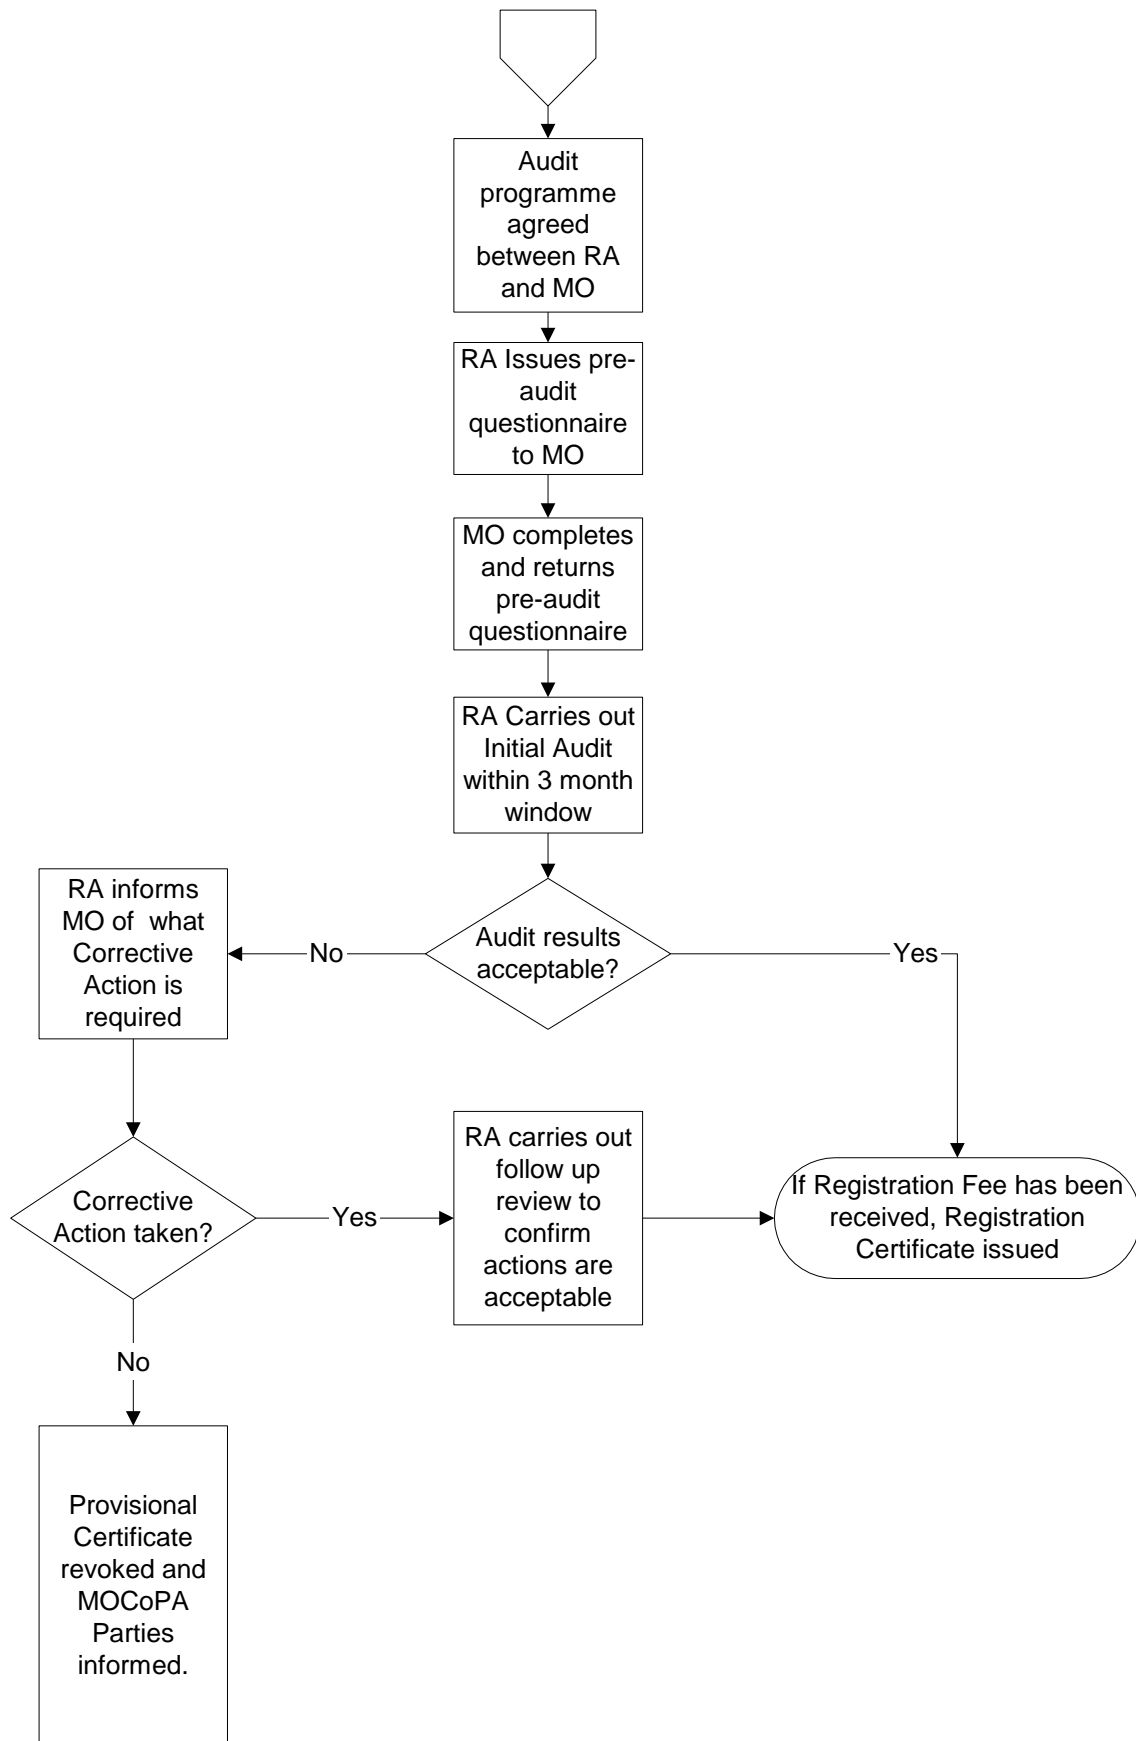 Audit
programme
agreed
between RA
and MO
RA Issues pre-
audit
questionnaire
to MO
MO completes
and returns
pre-audit
questionnaire
RA Carries out
Initial Audit
within 3 month
window
Audit results
acceptable?
No
Yes
RA informs
MO of  what
Corrective
Action is
required
Corrective
Action taken?
Yes
RA carries out
follow up
review to
confirm
actions are
acceptable
If Registration Fee has been
received, Registration
Certificate issued
No
Provisional
Certificate
revoked and
MOCoPA
Parties
informed.